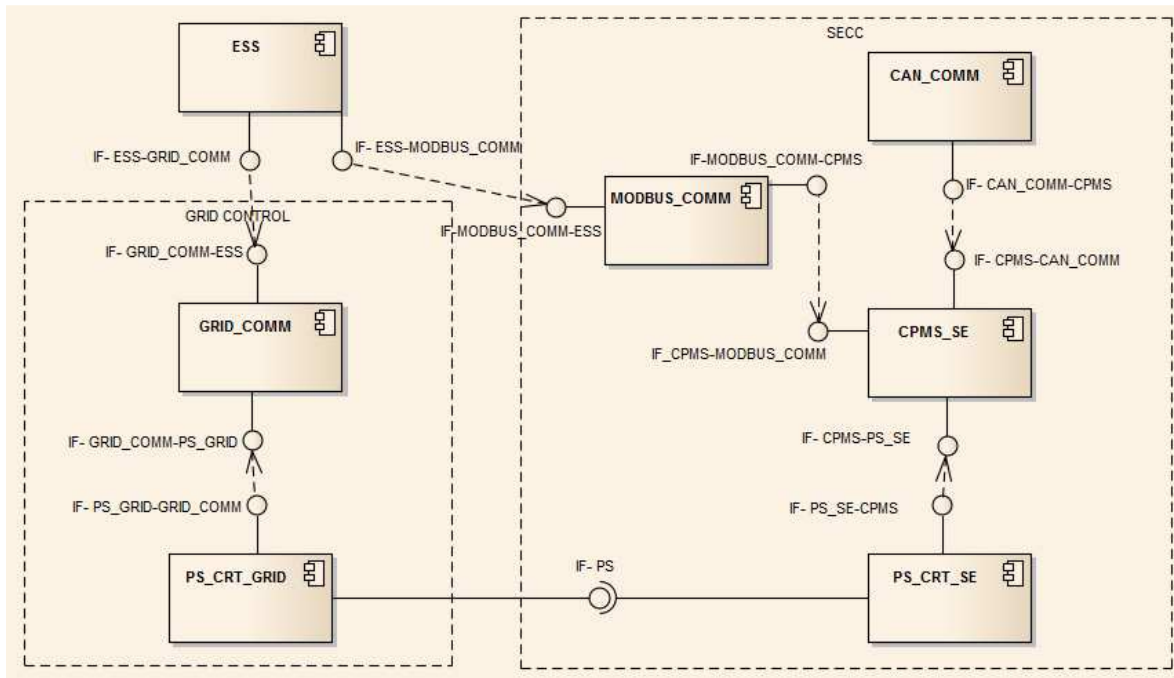 SECC
ESS
CAN_COMM
IF- ESS-GRID_COMM
IF- ESS-MODBUS_COMM
IF-MODBUS_COMM-CPMS
IF- CAN_COMM-CPMS
MODBUS_COMM
GRID CONTROL
IF-MODBUS_COMM-ESS
IF- GRID_COMM-ESS
IF- CPMS-CAN_COMM
GRID_COMM
CPMS_SE
IF_CPMS-MODBUS_COMM
IF- GRID_COMM-PS_GRID
IF- CPMS-PS_SE
IF- PS_GRID-GRID_COMM
IF- PS_SE-CPMS
IF- PS
PS_CRT_GRID
PS_CRT_SE